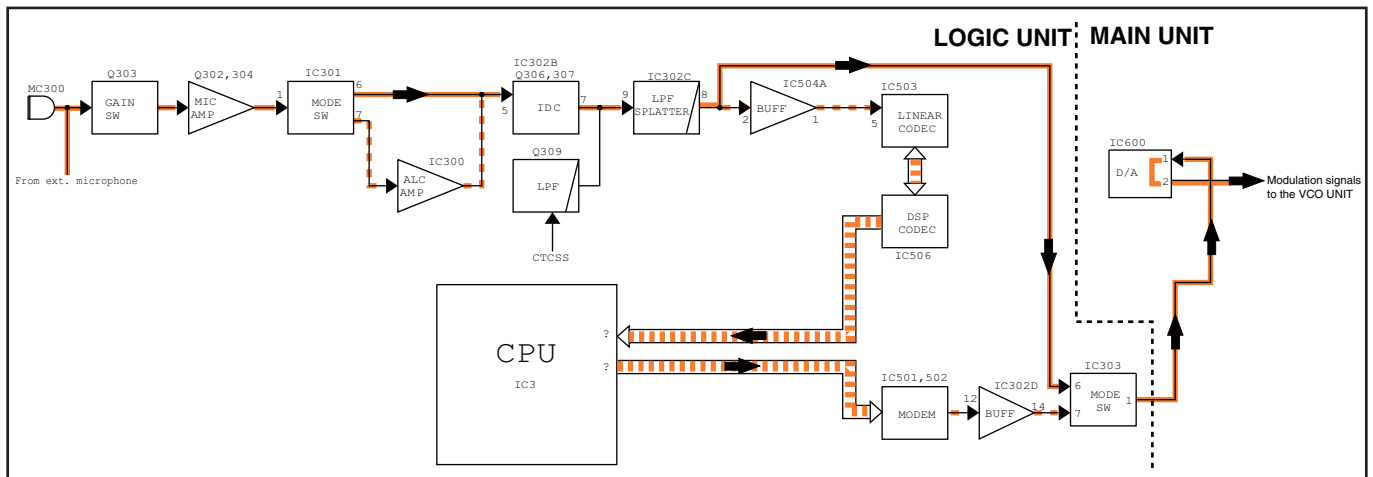 LOGIC UNIT
MAIN UNIT
MC300
From ext. microphone
Q303
GAIN
SW
Q302,304
MIC
AMP
IC301
1
MODE
SW
6
7
IC300
ALC
AMP
IC302B
Q306,307
5
IDC
7
Q309
LPF
CTCSS
IC302C
9
LPF
SPLATTER
8
IC504A
2
BUFF
1
IC503
5
LINEAR
CODEC
DSP
CODEC
IC506
CPU
IC3
?
?
IC501,502
MODEM
IC302D
12
BUFF
14
IC303
6
MODE
SW
7
1
IC600
D/A
1
2
Modulation signals
to the VCO UNIT